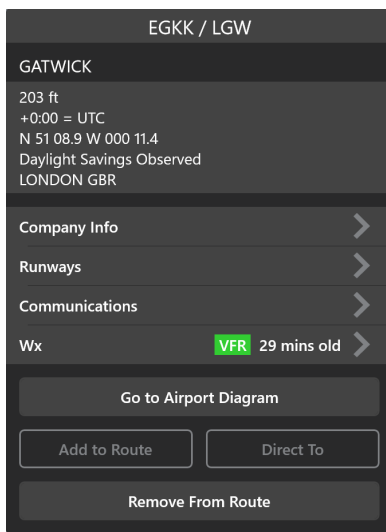 EGKK / LGW
GATWICK
203 ft
+0:00 = UTC
N 51 08.9 W 000 11.4
Daylight Savings Observed
LONDON GBR
Company Info
Runways
Communications
Wx VFR 29 mins old
Go to Airport Diagram
Add to Route Direct To
Remove From Route